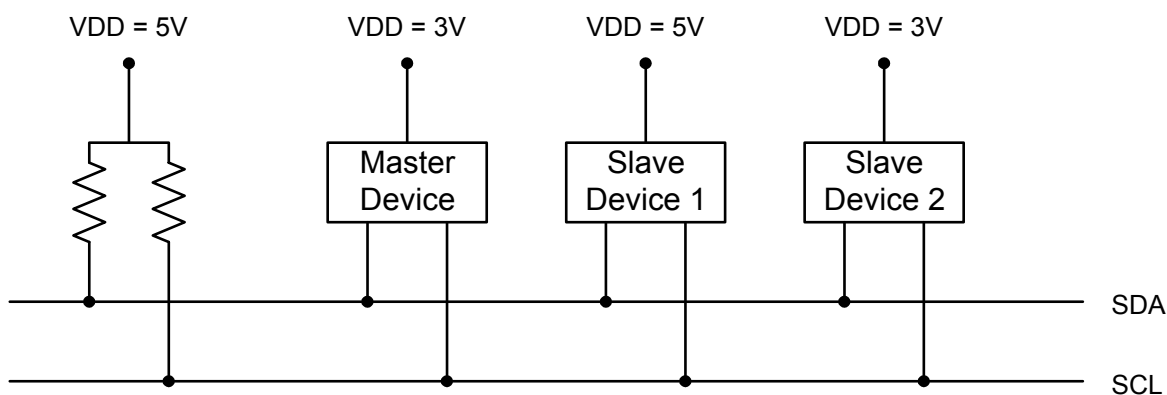 VDD = 5V
VDD = 3V
VDD = 5V
VDD = 3V
Master
Device
Slave
Device 1
Slave
Device 2
SDA
SCL